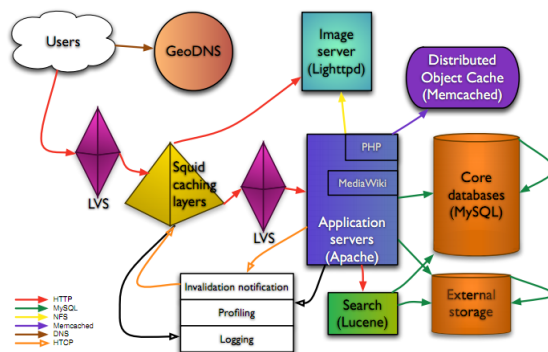 Users
GeoDNS
Image
server
(Lighttpd)
Distributed
Object Cache
(Memcached)
LVS
Squid
caching
layers
LVS
PHP
MediaWiki
Application
servers
(Apache)
Core
databases
(MySQL)
Invalidation notification
Profiling
Logging
Search
(Lucene)
External
storage
HTTP
MySQL
NFS
Memcached
DNS
HTCP